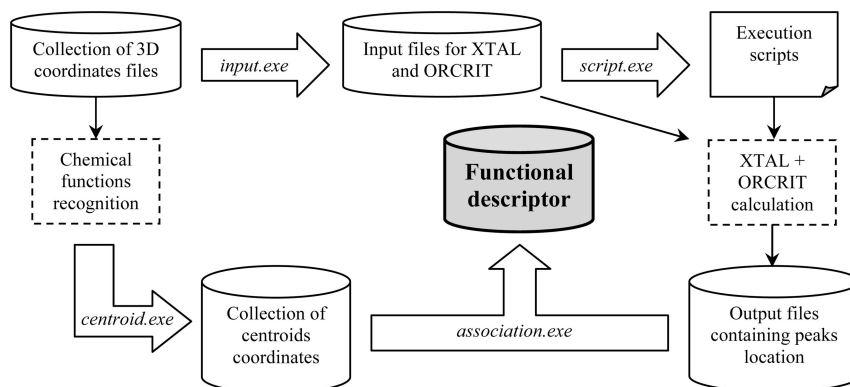 Collection of 3D
coordinates files
input.exe
Input files for XTAL
and ORCRIT
script.exe
Execution
scripts
Chemical
functions
recognition
Functional
descriptor
XTAL +
ORCRIT
calculation
centroid.exe
Collection of
centroids
coordinates
association.exe
Output files
containing peaks
location